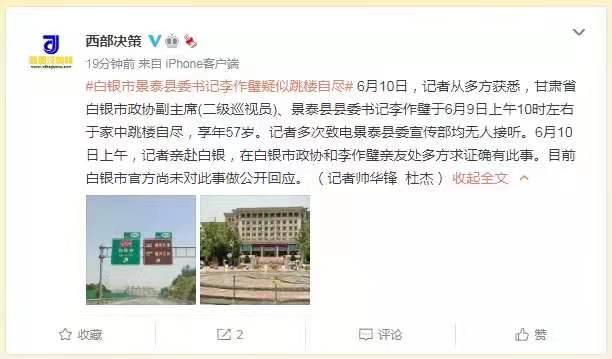 西部决策
19分钟前 来自 iPhone客户端
#白银市景泰县委书记李作璧疑似跳楼自尽# 6月10日，记者从多方获悉，甘肃省
白银市政协副主席(二级巡视员)、景泰县县委书记李作璧于6月9日上午10时左右
于家中跳楼自尽，享年57岁。记者多次致电景泰县委宣传部均无人接听。6月10
日上午，记者亲赴白银，在白银市政协和李作璧亲友处多方求证确有此事。目前
白银市官方尚未对此事做公开回应。（记者帅华锋 杜杰 ）收起全文
收藏
2
评论
赞